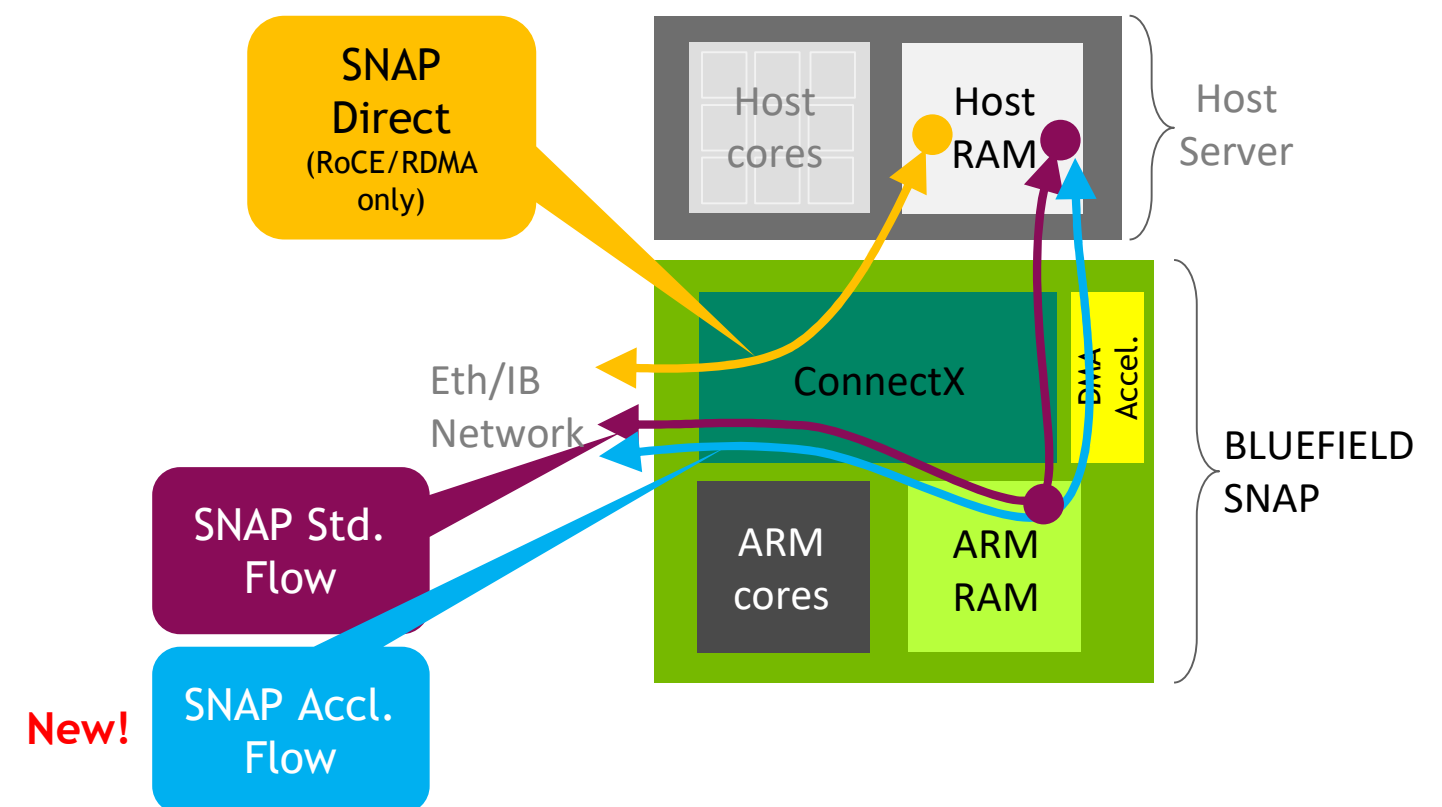 SNAP
Direct
(RoCE/RDMA
only)
Host
cores
Host
RAM
Host
Server
Eth/IB
Network
ConnectX
DMA
Accel.
BLUEFIELD
SNAP
SNAP Std.
Flow
ARM
cores
ARM
RAM
New!
SNAP Accl.
Flow